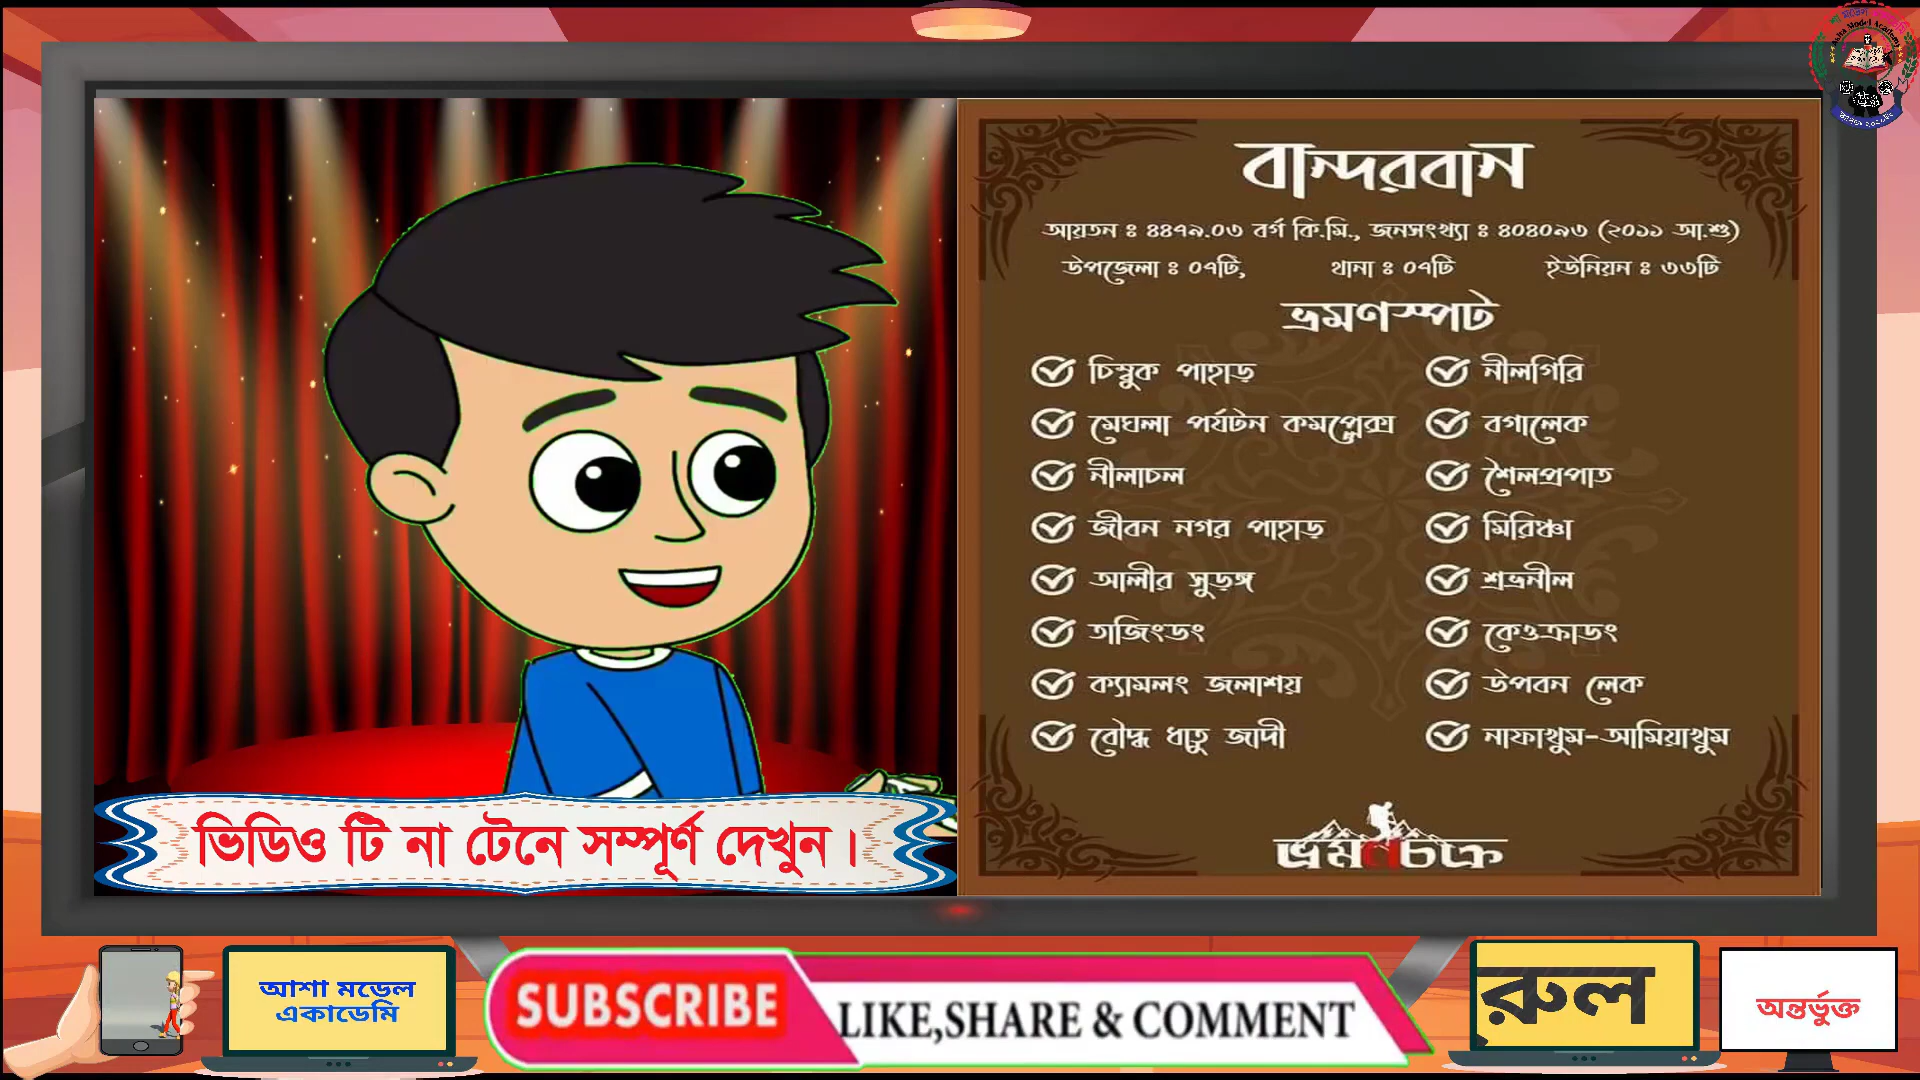 বান্দরবান
আয়তন ঃ ৪৪৭৯.০৩ বর্গ কি.মি., জনসংখ্যা ঃ ৪০৪০৯৩ (২০১১ আ.শু)
উপজেলা ঃ ০৭টি, থানা ঃ ০৭টি ইউনিয়ন ঃ ৩৩টি
ভ্রমণস্পট
চিম্বুক পাহাড় নীলগিরি
মেঘলা পর্যটন কমপ্লেক্স বগালেক
নীলাচল শৈলপ্রপাত
জীবন নগর পাহাড় মিরিঞ্জা
আলীর সুড়ঙ্গ শ্রভ্রনীল
তাজিংডং কেওক্রাডং
ক্যামলং জলাশয় উপবন লেক
বৌদ্ধ ধাতু জাদী নাফাখুম-আমিয়াখুম
ভ্রমণচক্র
ভিডিও টি না টেনে সম্পূর্ণ দেখুন।
আশা মডেল
একাডেমি
SUBSCRIBE
LIKE,SHARE & COMMENT
রুল
অন্তর্ভুক্ত